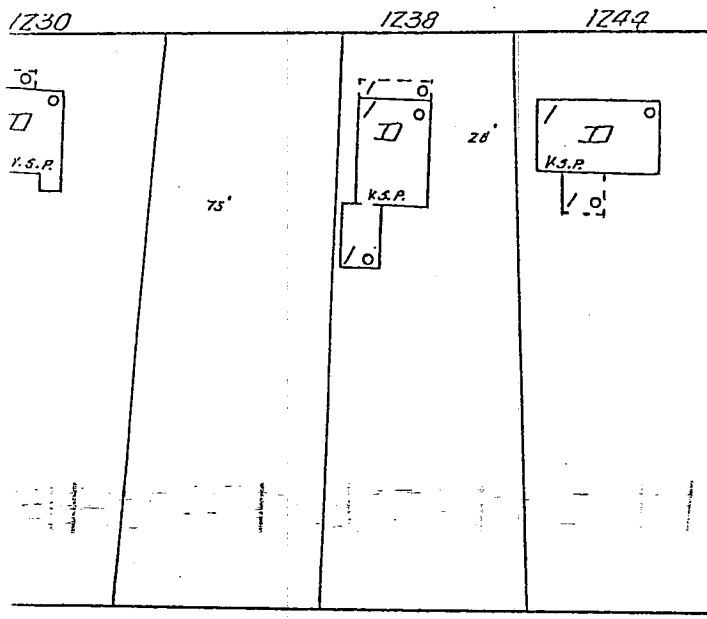 1230 1238 1244
O
O
D
V.S.P.
/ O
/ O
D
V.S.P.
/ O
75'
28'
/ O
D
V.S.P.
/ O